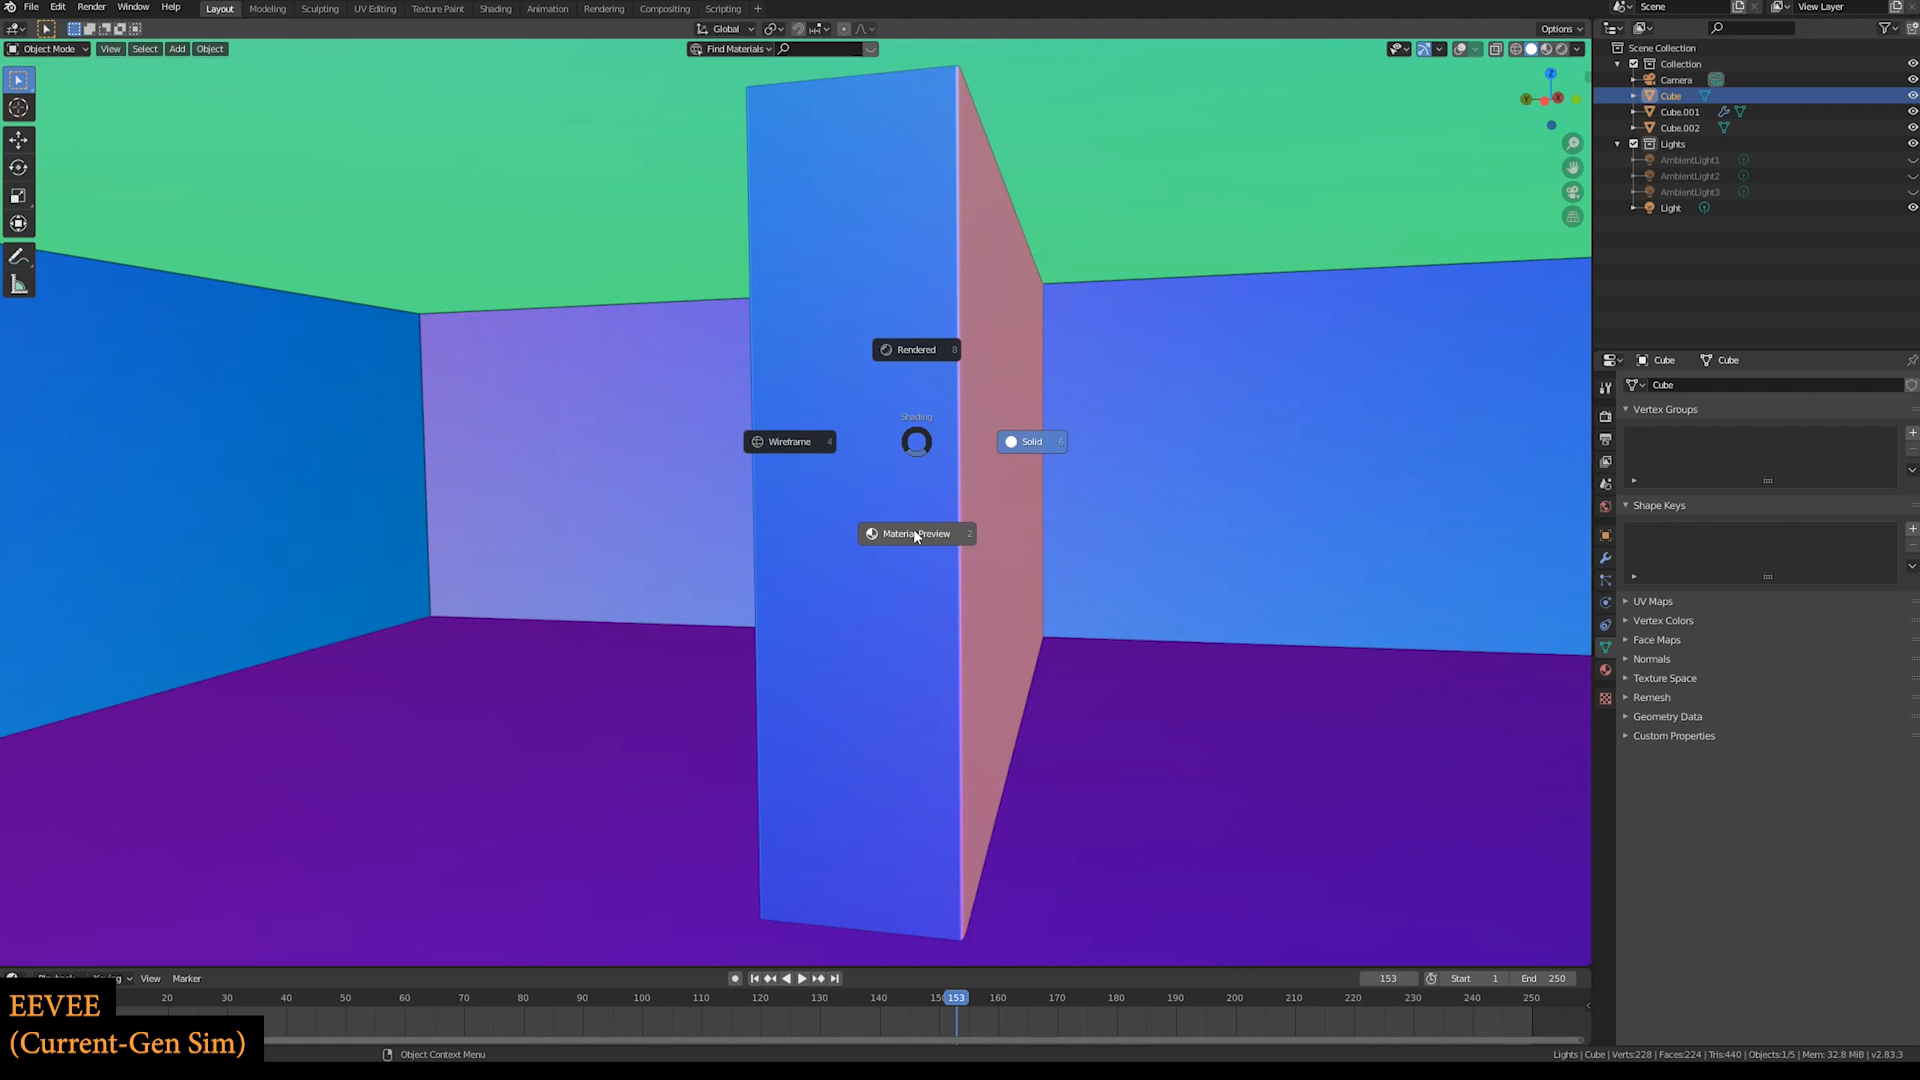 File Edit Render Window Help Layout Modeling Sculpting UV Editing Texture Paint Shading Animation Rendering Compositing Scripting + Scene View Layer
Global Options
Object Mode View Select Add Object Find Materials
Scene Collection
Collection
Camera
Cube
Cube.001
Cube.002
Lights
AmbientLight1
AmbientLight2
AmbientLight3
Light
Z
Y X
Rendered 8
Shading
Wireframe 4
Solid 6
Material Preview 2
Cube Cube
Cube
Vertex Groups
Shape Keys
UV Maps
Vertex Colors
Face Maps
Normals
Texture Space
Remesh
Geometry Data
Custom Properties
View Marker
153 Start 1 End 250
20 30 40 50 60 70 80 90 100 110 120 130 140 153 160 170 180 190 200 210 220 230 240 250
EEVEE
(Current-Gen Sim)
Object Context Menu
Lights | Cube | Verts:228 | Faces:224 | Tris:440 | Objects:1/5 | Mem: 32.8 MiB | v2.83.3